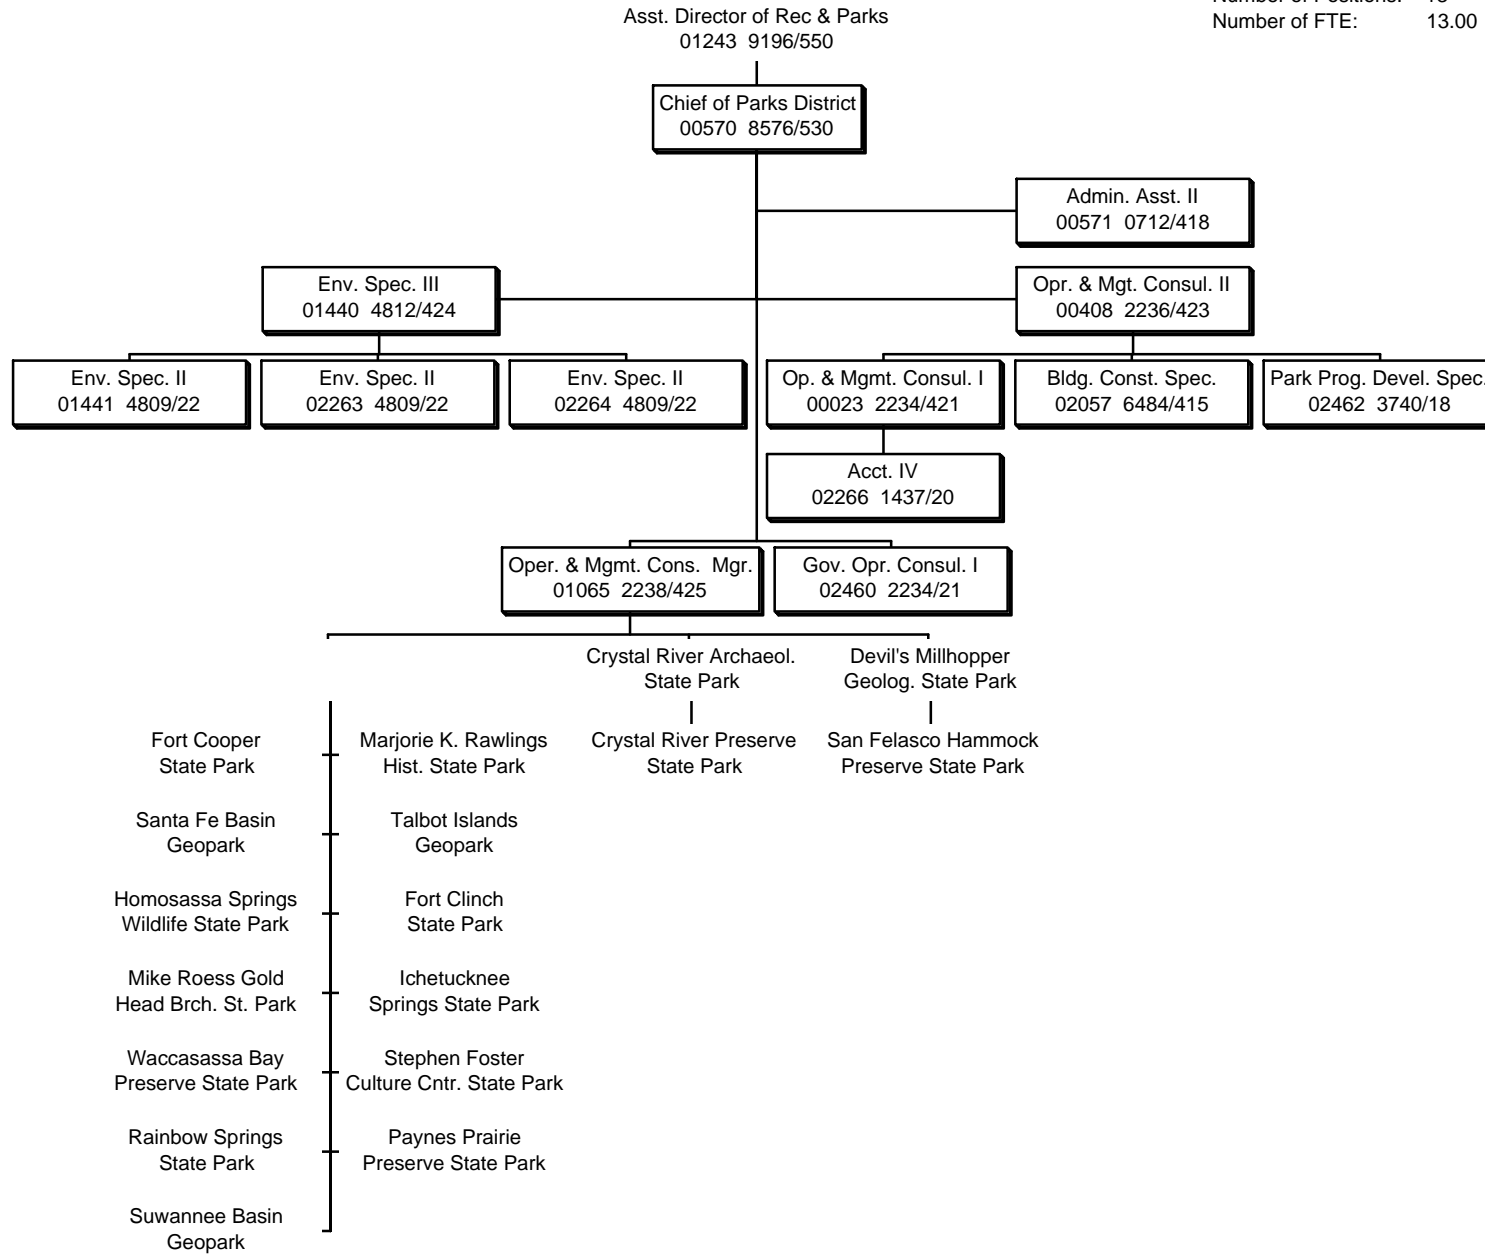 Asst. Director of Rec & Parks
01243 9196/550
Number of FTE: 13.00
Chief of Parks District
00570 8576/530
Admin. Asst. II
00571 0712/418
Env. Spec. III
01440 4812/424
Opr. & Mgt. Consul. II
00408 2236/423
Env. Spec. II
01441 4809/22
Env. Spec. II
02263 4809/22
Env. Spec. II
02264 4809/22
Op. & Mgmt. Consul. I
00023 2234/421
Bldg. Const. Spec.
02057 6484/415
Park Prog. Devel. Spec.
02462 3740/18
Acct. IV
02266 1437/20
Oper. & Mgmt. Cons. Mgr.
01065 2238/425
Gov. Opr. Consul. I
02460 2234/21
Crystal River Archaeol.
State Park
Devil's Millhopper
Geolog. State Park
Fort Cooper
State Park
Marjorie K. Rawlings
Hist. State Park
Crystal River Preserve
State Park
San Felasco Hammock
Preserve State Park
Santa Fe Basin
Geopark
Talbot Islands
Geopark
Homosassa Springs
Wildlife State Park
Fort Clinch
State Park
Mike Roess Gold
Head Brch. St. Park
Ichetucknee
Springs State Park
Waccasassa Bay
Preserve State Park
Stephen Foster
Culture Cntr. State Park
Rainbow Springs
State Park
Paynes Prairie
Preserve State Park
Suwannee Basin
Geopark